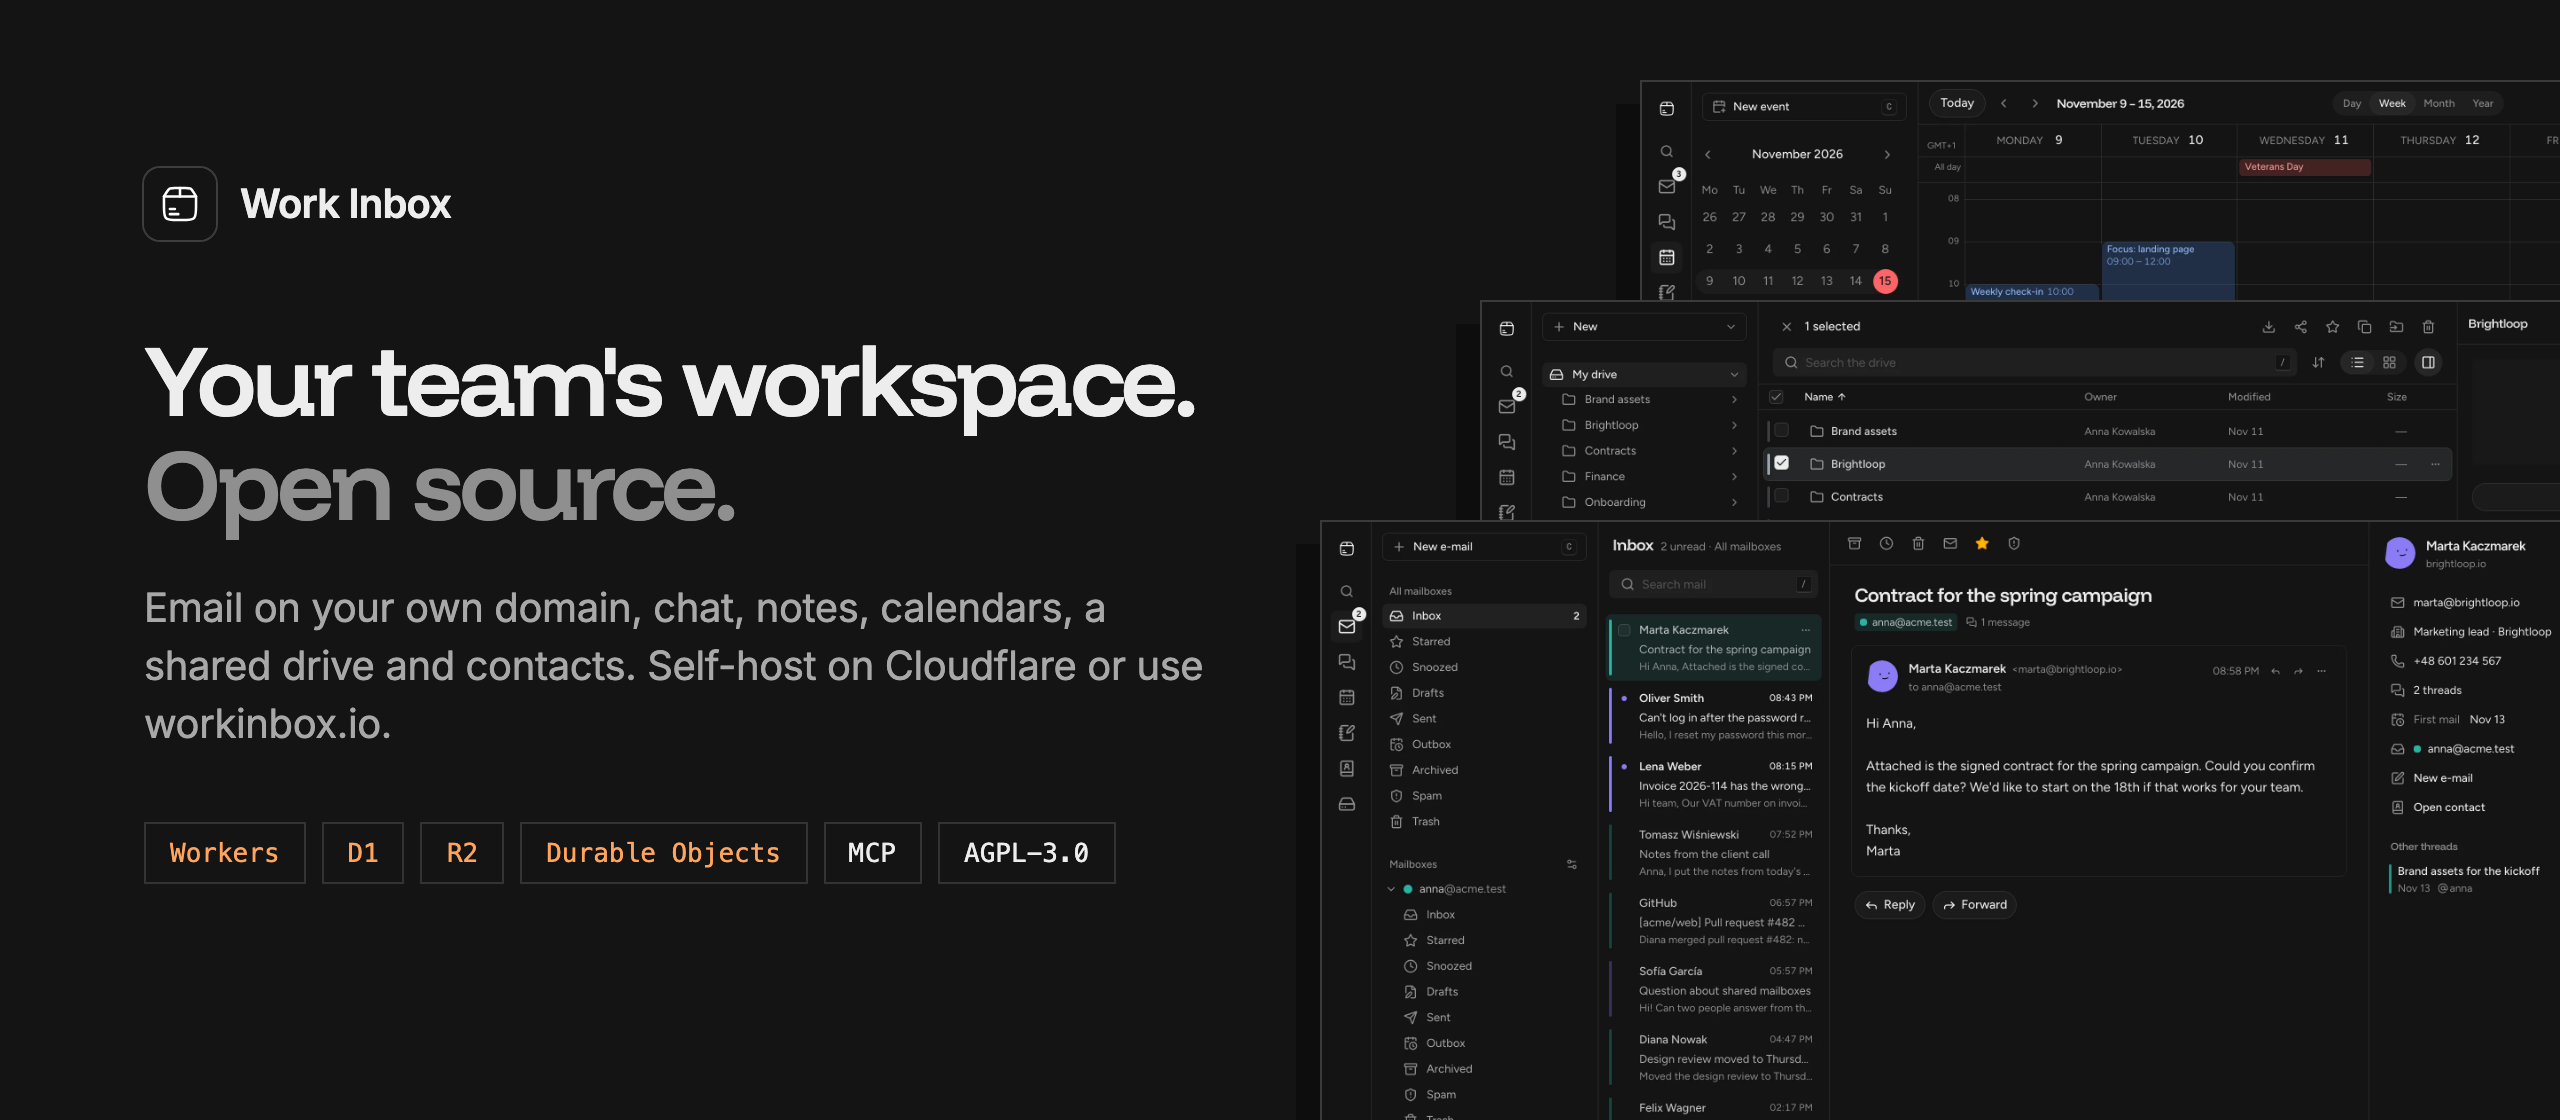 Work Inbox
Your team's workspace.
Open source.
Email on your own domain, chat, notes, calendars, a
shared drive and contacts. Self-host on Cloudflare or use
workinbox.io.
Workers
D1
R2
Durable Objects
MCP
AGPL-3.0
New event
C
Today
November 9 – 15, 2026
Day
Week
Month
Year
3
November 2026
Mo Tu We Th Fr Sa Su
26 27 28 29 30 31 1
2 3 4 5 6 7 8
9 10 11 12 13 14 15
GMT+1
MONDAY 9
TUESDAY 10
WEDNESDAY 11
THURSDAY 12
FR
All day
Veterans Day
08
09
10
Focus: landing page
09:00 – 12:00
Weekly check-in 10:00
New
2
My drive
Brand assets
Brightloop
Contracts
Finance
Onboarding
1 selected
Search the drive
/
Name
Owner
Modified
Size
Brand assets Anna Kowalska Nov 11 —
Brightloop Anna Kowalska Nov 11 — ...
Contracts Anna Kowalska Nov 11 —
Brightloop
New e-mail
C
2
All mailboxes
Inbox 2
Starred
Snoozed
Drafts
Sent
Outbox
Archived
Spam
Trash
Mailboxes
anna@acme.test
Inbox
Starred
Snoozed
Drafts
Sent
Outbox
Archived
Spam
Trash
Inbox 2 unread · All mailboxes
Search mail
/
Marta Kaczmarek ...
Contract for the spring campaign
Hi Anna, Attached is the signed co...
Oliver Smith 08:43 PM
Can't log in after the password r...
Hello, I reset my password this mor...
Lena Weber 08:15 PM
Invoice 2026-114 has the wrong...
Hi team, Our VAT number on invoi...
Tomasz Wiśniewski 07:52 PM
Notes from the client call
Anna, I put the notes from today's ...
GitHub 06:57 PM
[acme/web] Pull request #482 ...
Diana merged pull request #482: n...
Sofía García 05:57 PM
Question about shared mailboxes
Hi! Can two people answer from th...
Diana Nowak 04:47 PM
Design review moved to Thursd...
Moved the design review to Thursd...
Felix Wagner 02:17 PM
Contract for the spring campaign
anna@acme.test
1 message
Marta Kaczmarek <marta@brightloop.io>
08:58 PM
...
to anna@acme.test
Hi Anna,
Attached is the signed contract for the spring campaign. Could you confirm
the kickoff date? We'd like to start on the 18th if that works for your team.
Thanks,
Marta
Reply
Forward
Marta Kaczmarek
brightloop.io
marta@brightloop.io
Marketing lead · Brightloop
+48 601 234 567
2 threads
First mail Nov 13
anna@acme.test
New e-mail
Open contact
Other threads
Brand assets for the kickoff
Nov 13 @anna